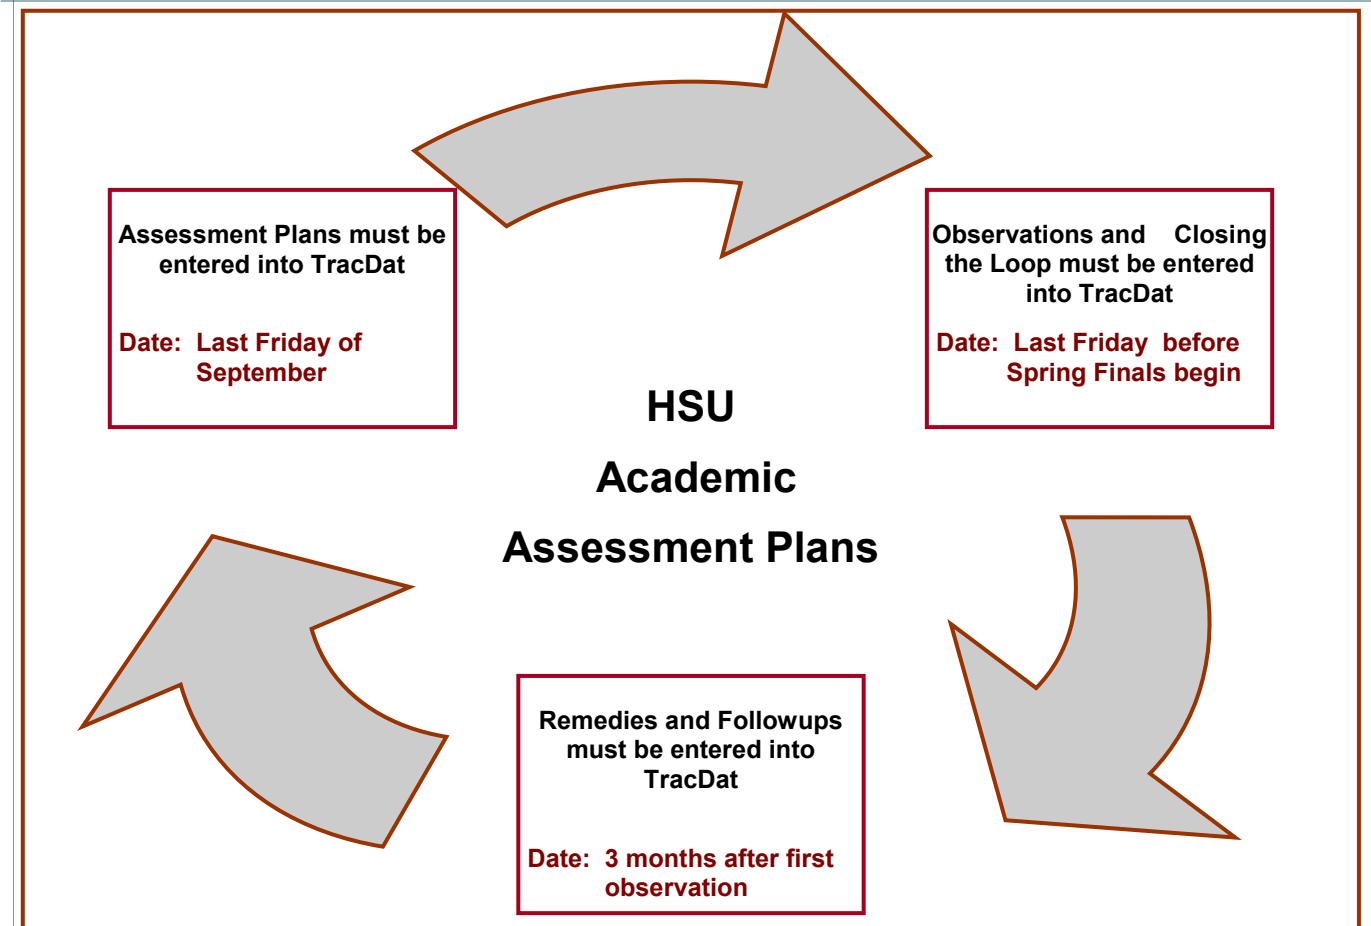 Assessment Plans must be
entered into TracDat
Date: Last Friday of
September
Observations and Closing
the Loop must be entered
into TracDat
Date: Last Friday before
Spring Finals begin
HSU
Academic
Assessment Plans
Remedies and Followups
must be entered into
TracDat
Date: 3 months after first
observation